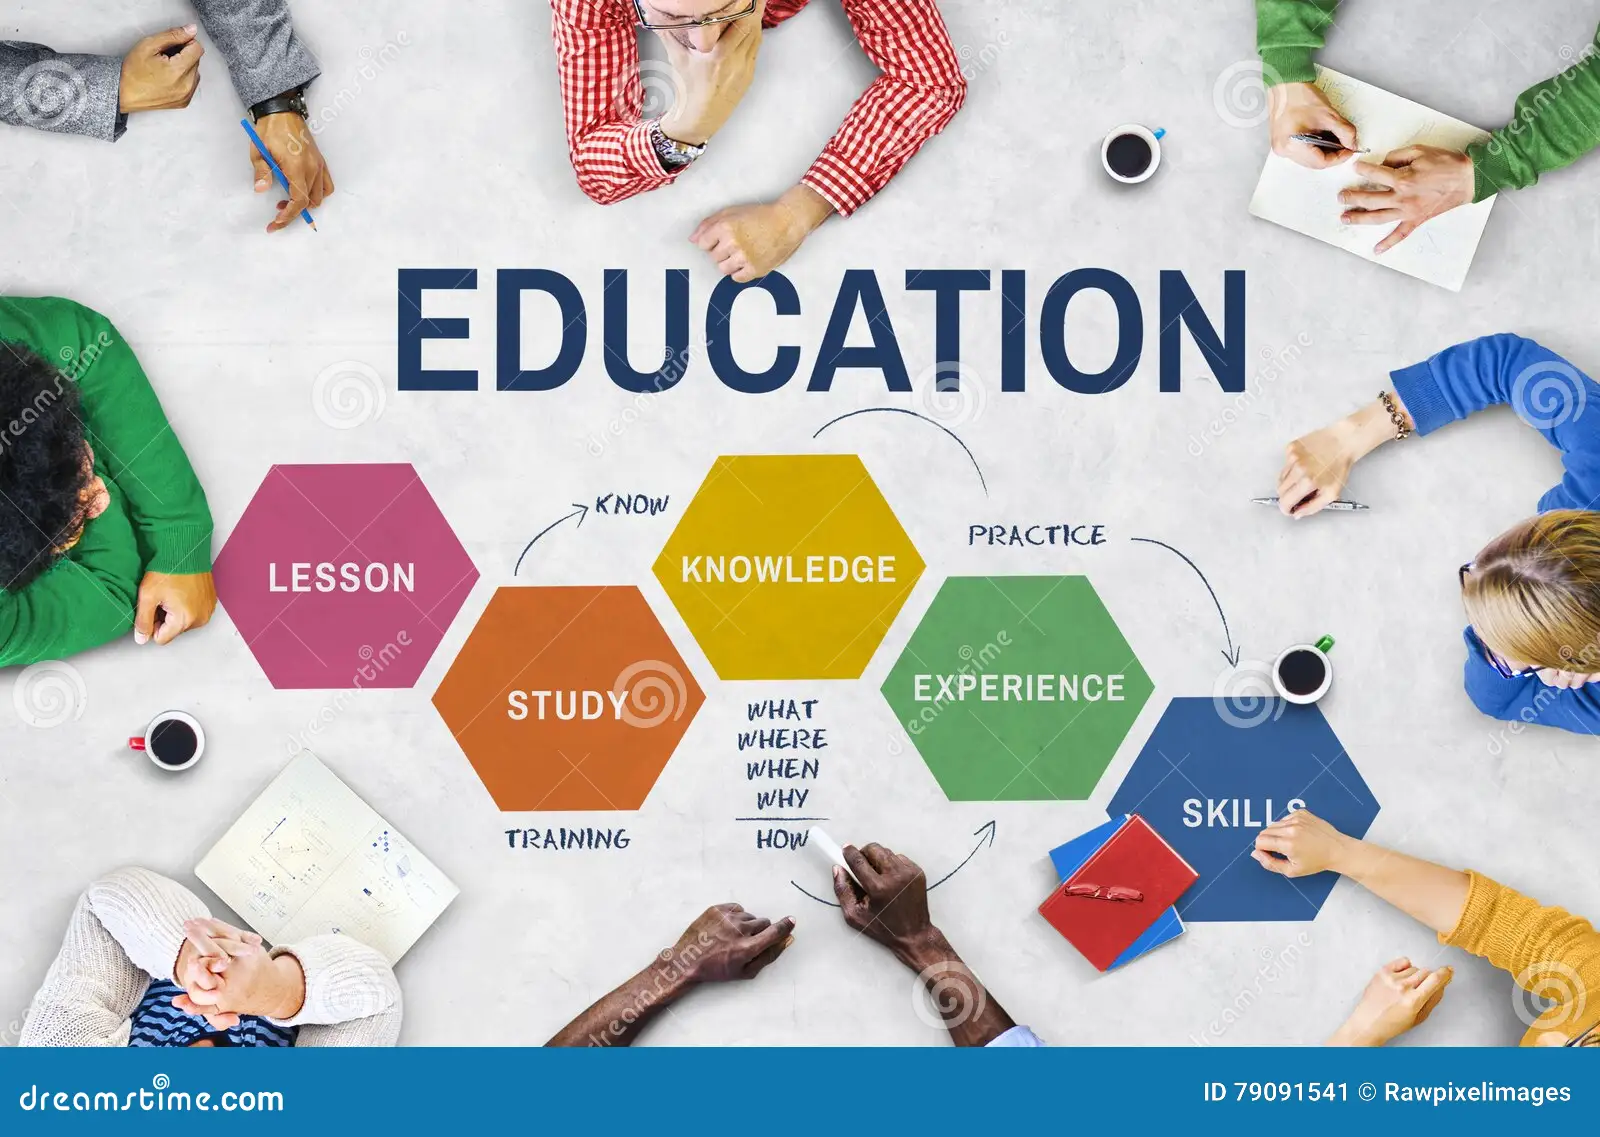 EDUCATION
LESSON
STUDY
KNOW
KNOWLEDGE
PRACTICE
EXPERIENCE
SKILLS
TRAINING
WHAT
WHERE
WHEN
WHY
HOW
dreamstime
dreamstime.com
ID 79091541 © Rawpixelimages